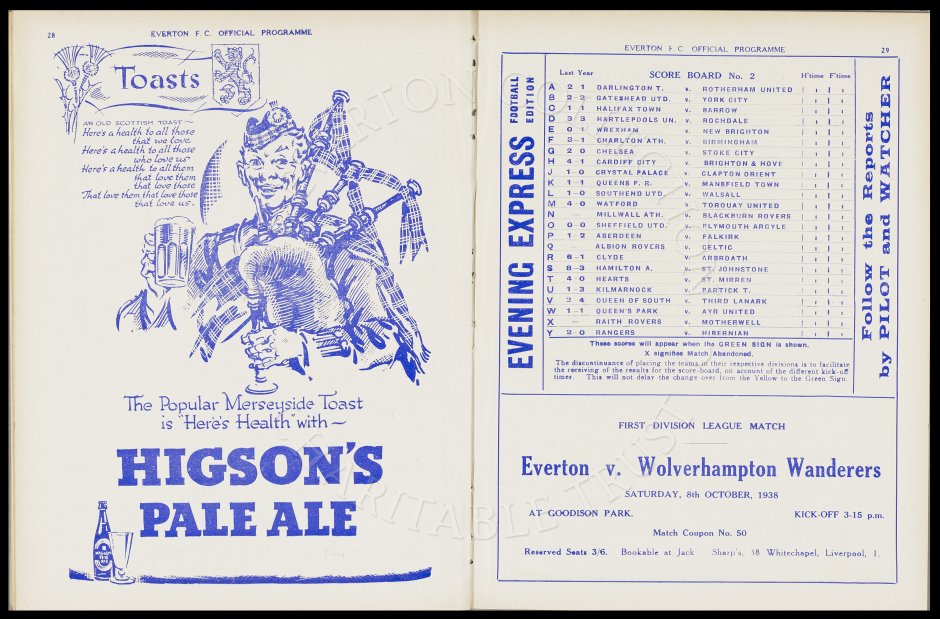 28
EVERTON F. C. OFFICIAL PROGRAMME
Toasts
AN OLD SCOTTISH TOAST—
Here's a health to all those
that we love.
Here's a health to all those
who love us
Here's a health to all them
that love them
that love those
That love them that love those
that love us.
The Popular Merseyside Toast
is "Here's Health" with—
HIGSON'S
PALE ALE
EVERTON F. C. OFFICIAL PROGRAMME
29
EVENING EXPRESS
FOOTBALL
EDITION
Last Year SCORE BOARD No. 2 H'time F'time
A 2 1 DARLINGTON T. v. ROTHERHAM UNITED
B 2 2 GATESHEAD UTD. v. YORK CITY
C 1 1 HALIFAX TOWN v. BARROW
D 3 3 HARTLEPOOLS UN. v. ROCHDALE
E 0 1 WREXHAM v. NEW BRIGHTON
F 2-1 CHARLTON ATH. v. BIRMINGHAM
G 2 0 CHELSEA v. STOKE CITY
H 4-1 CARDIFF CITY v. BRIGHTON & HOVE
J 1-0 CRYSTAL PALACE v. CLAPTON ORIENT
K 1-1 QUEENS P. R. v. MANSFIELD TOWN
L 1-0 SOUTHEND UTD. v. WALSALL
M 4-0 WATFORD v. TORQUAY UNITED
N – MILLWALL ATH. v. BLACKBURN ROVERS
O 0-0 SHEFFIELD UTD. v. PLYMOUTH ARGYLE
P 1 2 ABERDEEN v. FALKIRK
Q – ALBION ROVERS v. CELTIC
R 6-1 CLYDE v. ARBROATH
S 8-3 HAMILTON A. v. ST. JOHNSTONE
T 4 0 HEARTS v. ST. MIRREN
U 1-3 KILMARNOCK v. PARTICK T.
V 2 4 QUEEN OF SOUTH v. THIRD LANARK
W 1-1 QUEEN'S PARK v. AYR UNITED
X – RAITH ROVERS v. MOTHERWELL
Y 2-0 RANGERS v. HIBERNIAN
These scores will appear when the GREEN SIGN is shown.
X signifies Match Abandoned.
The discontinuance of placing the teams in their respective divisions is to facilitate
the receiving of the results for the score-board, on account of the different kick-off
timer. This will not delay the change over from the Yellow to the Green Sign.
Follow the Reports
by PILOT and WATCHER
FIRST DIVISION LEAGUE MATCH
Everton v. Wolverhampton Wanderers
SATURDAY, 8th OCTOBER, 1938
AT GOODISON PARK. KICK-OFF 3-15 p.m.
Match Coupon No. 50
Reserved Seats 3/6. Bookable at Jack Sharp's, 38 Whitechapel, Liverpool, 1.